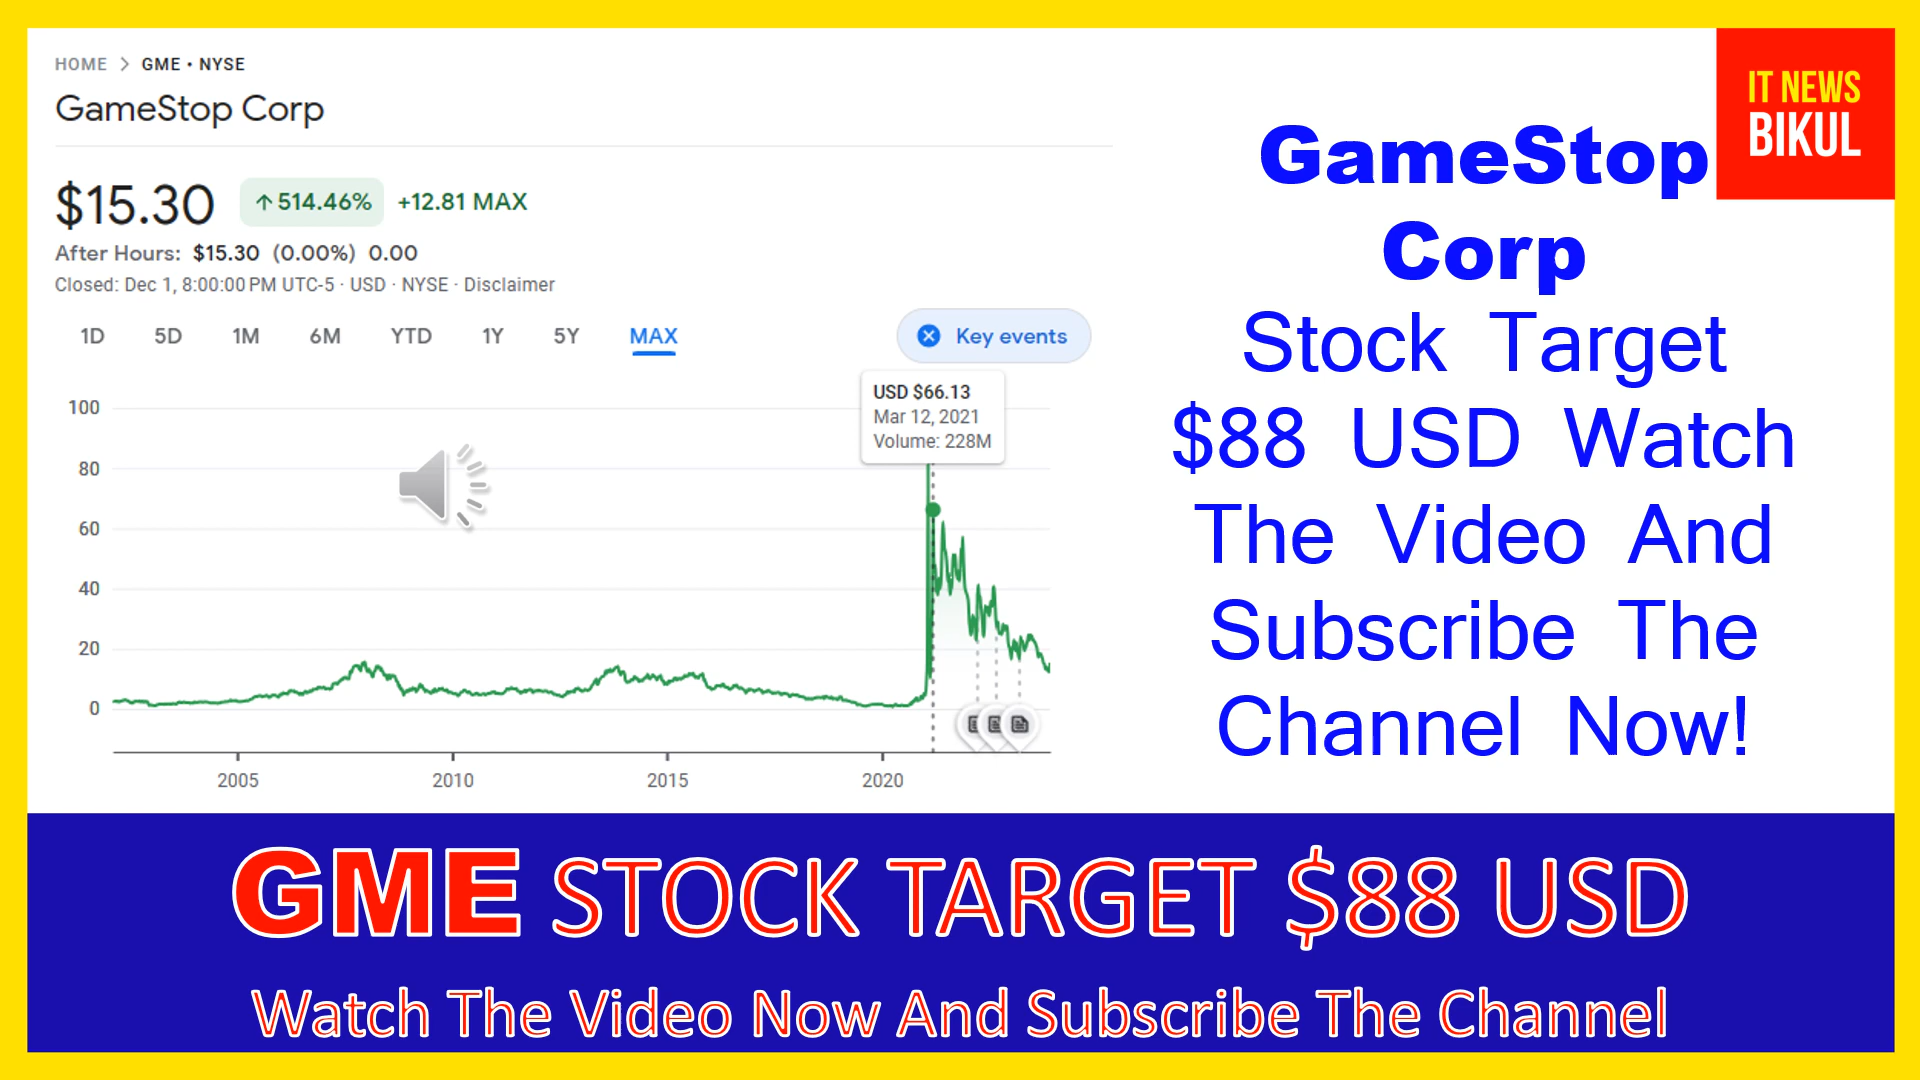 HOME > GME • NYSE
GameStop Corp
$15.30 ↑ 514.46% +12.81 MAX
After Hours: $15.30 (0.00%) 0.00
Closed: Dec 1, 8:00:00 PM UTC-5 · USD · NYSE · Disclaimer
1D 5D 1M 6M YTD 1Y 5Y MAX
Key events
USD $66.13
Mar 12, 2021
Volume: 228M
100
80
60
40
20
0
2005 2010 2015 2020
IT NEWS
BIKUL
GameStop
Corp
Stock Target
$88 USD Watch
The Video And
Subscribe The
Channel Now!
GME STOCK TARGET $88 USD
Watch The Video Now And Subscribe The Channel